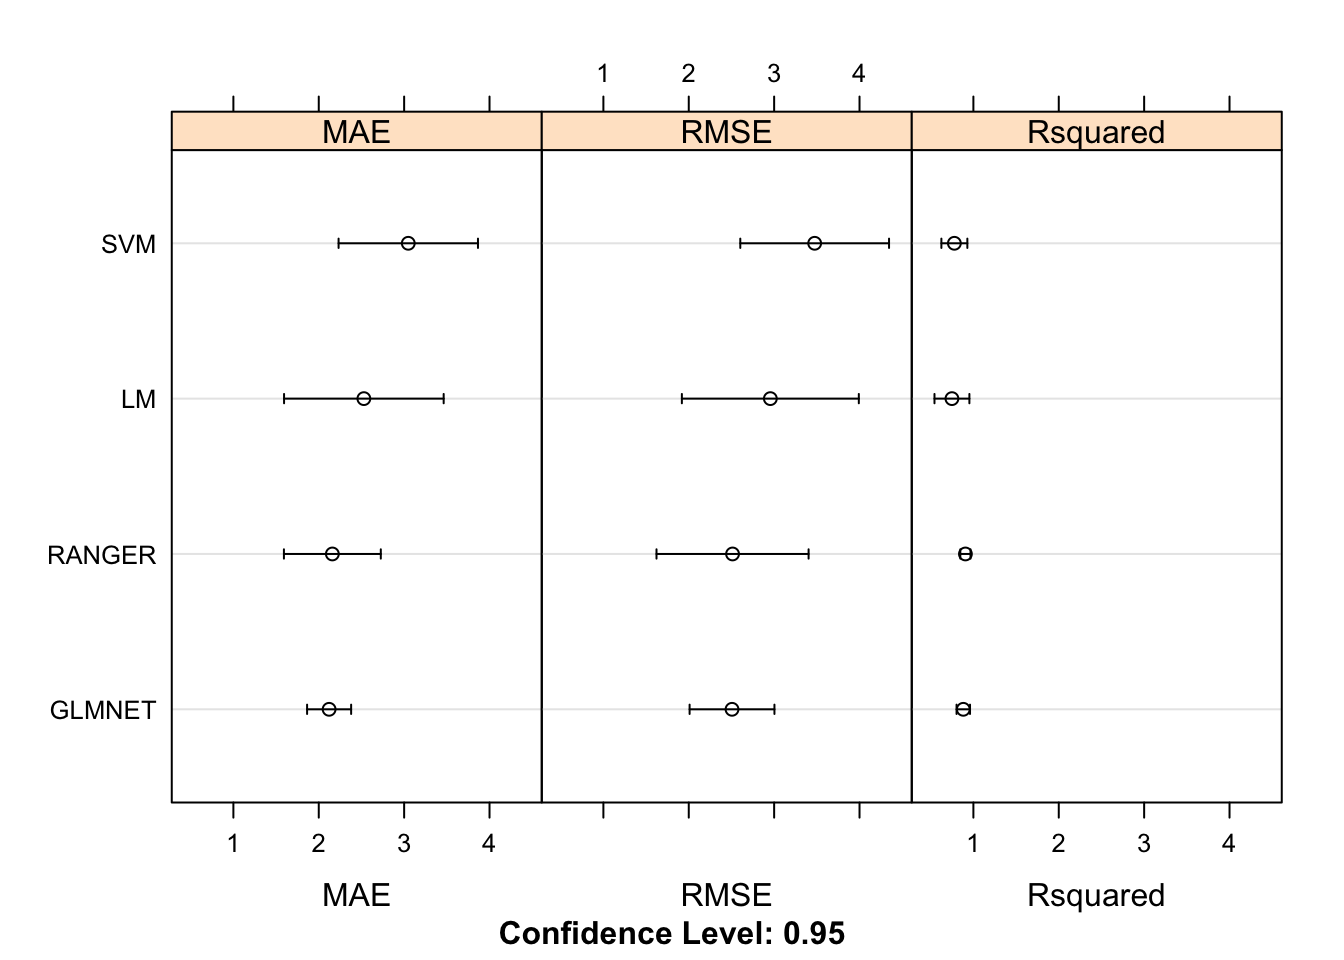 1 2 3 4
MAE RMSE Rsquared
SVM
LM
RANGER
GLMNET
1 2 3 4 1 2 3 4
MAE RMSE Rsquared
Confidence Level: 0.95